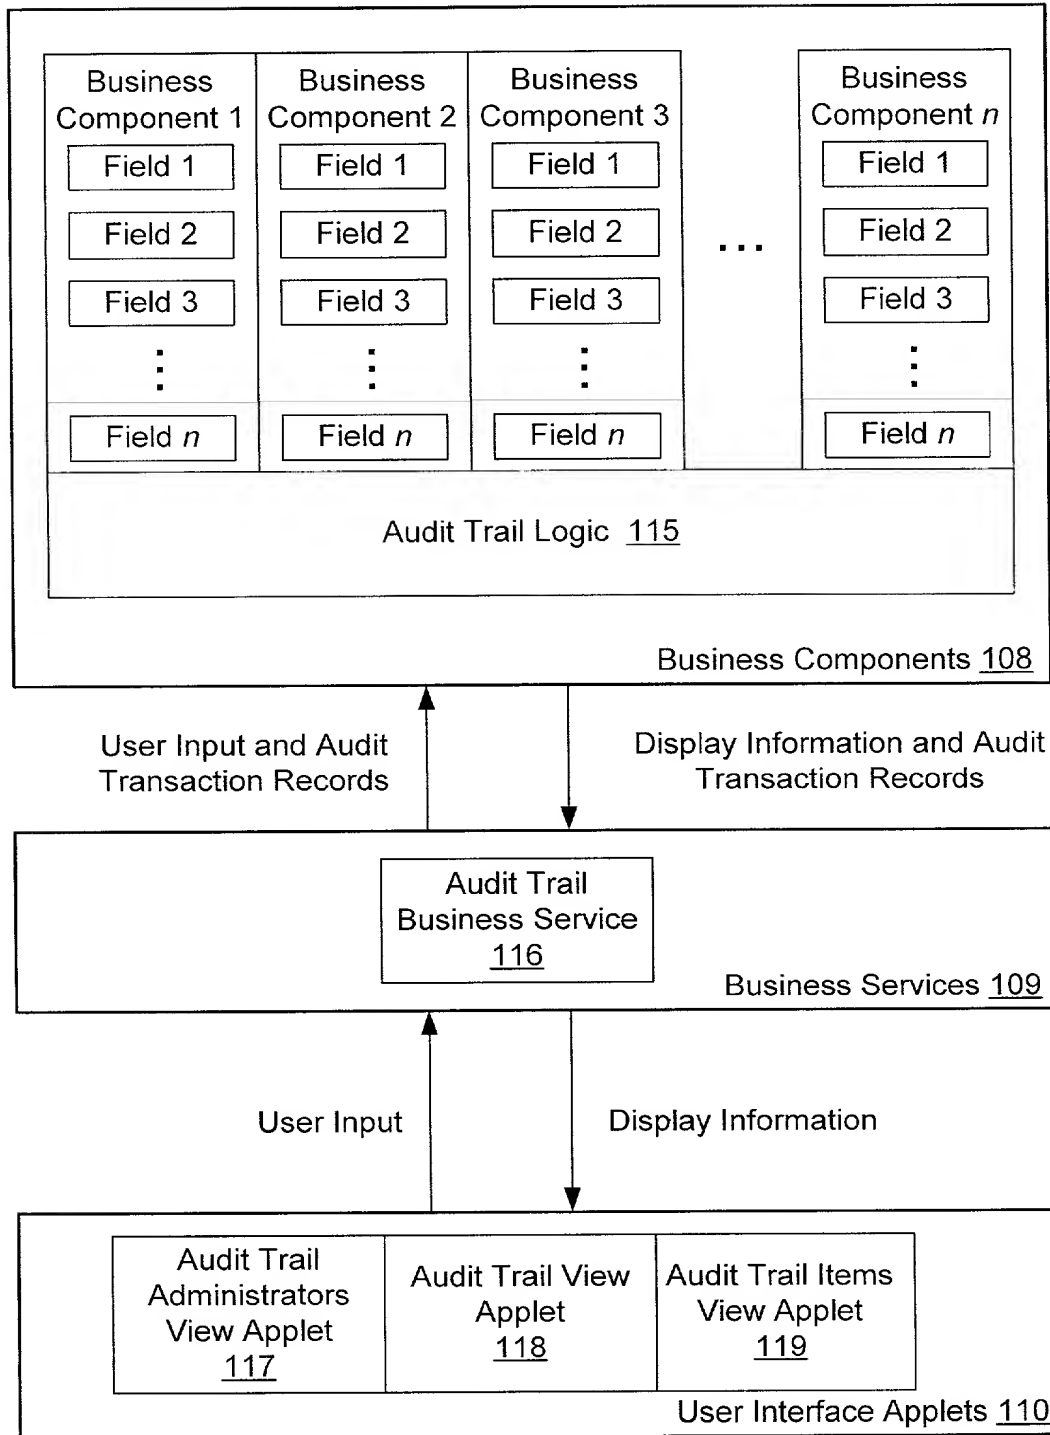 Business Component 1
Business Component 2
Business Component 3
Business Component n
Field 1
Field 1
Field 1
Field 1
Field 2
Field 2
Field 2
Field 2
Field 3
Field 3
Field 3
Field 3
Field n
Field n
Field n
Field n
...
Audit Trail Logic 115
Business Components 108
User Input and Audit
Transaction Records
Display Information and Audit
Transaction Records
Audit Trail
Business Service
116
Business Services 109
User Input
Display Information
Audit Trail
Administrators
View Applet
117
Audit Trail View
Applet
118
Audit Trail Items
View Applet
119
User Interface Applets 110